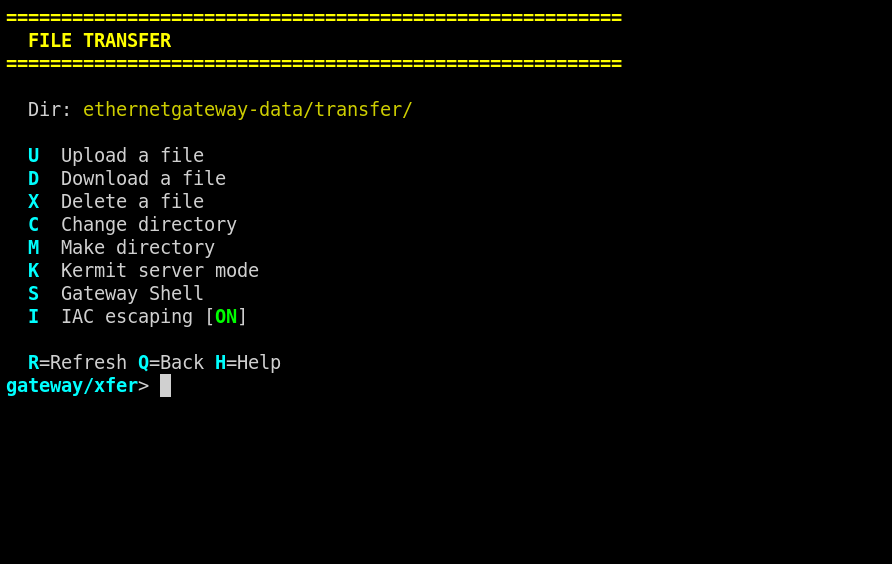 ========================================================
FILE TRANSFER
========================================================
Dir: ethernetgateway-data/transfer/
U  Upload a file
D  Download a file
X  Delete a file
C  Change directory
M  Make directory
K  Kermit server mode
S  Gateway Shell
I  IAC escaping [ON]
R=Refresh Q=Back H=Help
gateway/xfer>